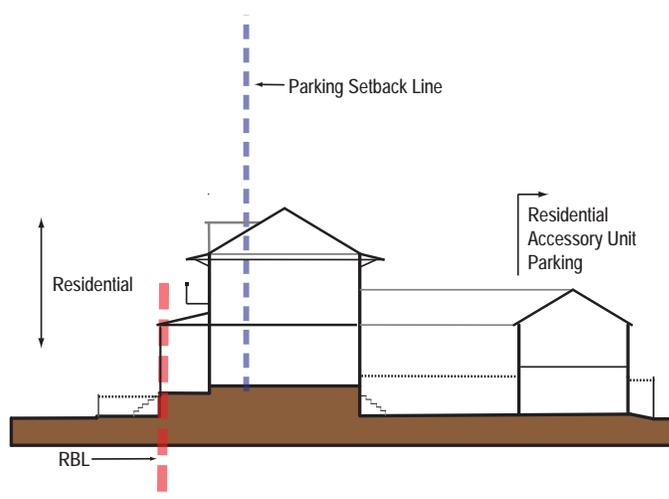 Parking Setback Line
Residential
Accessory Unit
Parking
Residential
RBL